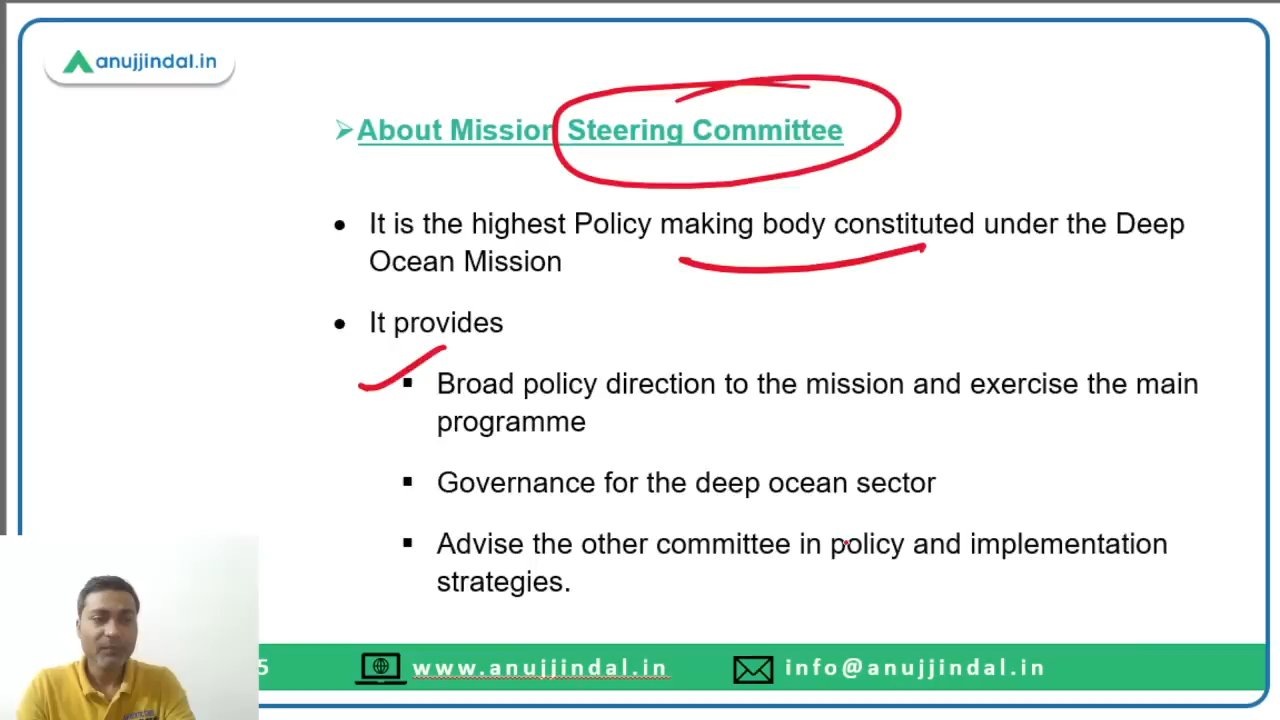 anujjindal.in
➢About Mission Steering Committee
• It is the highest Policy making body constituted under the Deep
Ocean Mission
• It provides
▪ Broad policy direction to the mission and exercise the main
programme
▪ Governance for the deep ocean sector
▪ Advise the other committee in policy and implementation
strategies.
5 www.anujjindal.in info@anujjindal.in